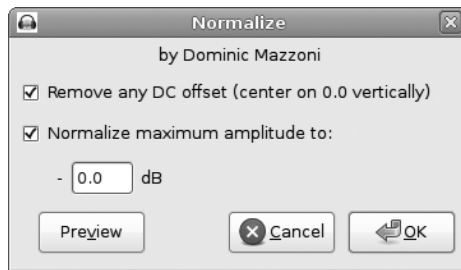 Normalize
by Dominic Mazzoni
Remove any DC offset (center on 0.0 vertically)
Normalize maximum amplitude to:
- 0.0 dB
Preview Cancel OK